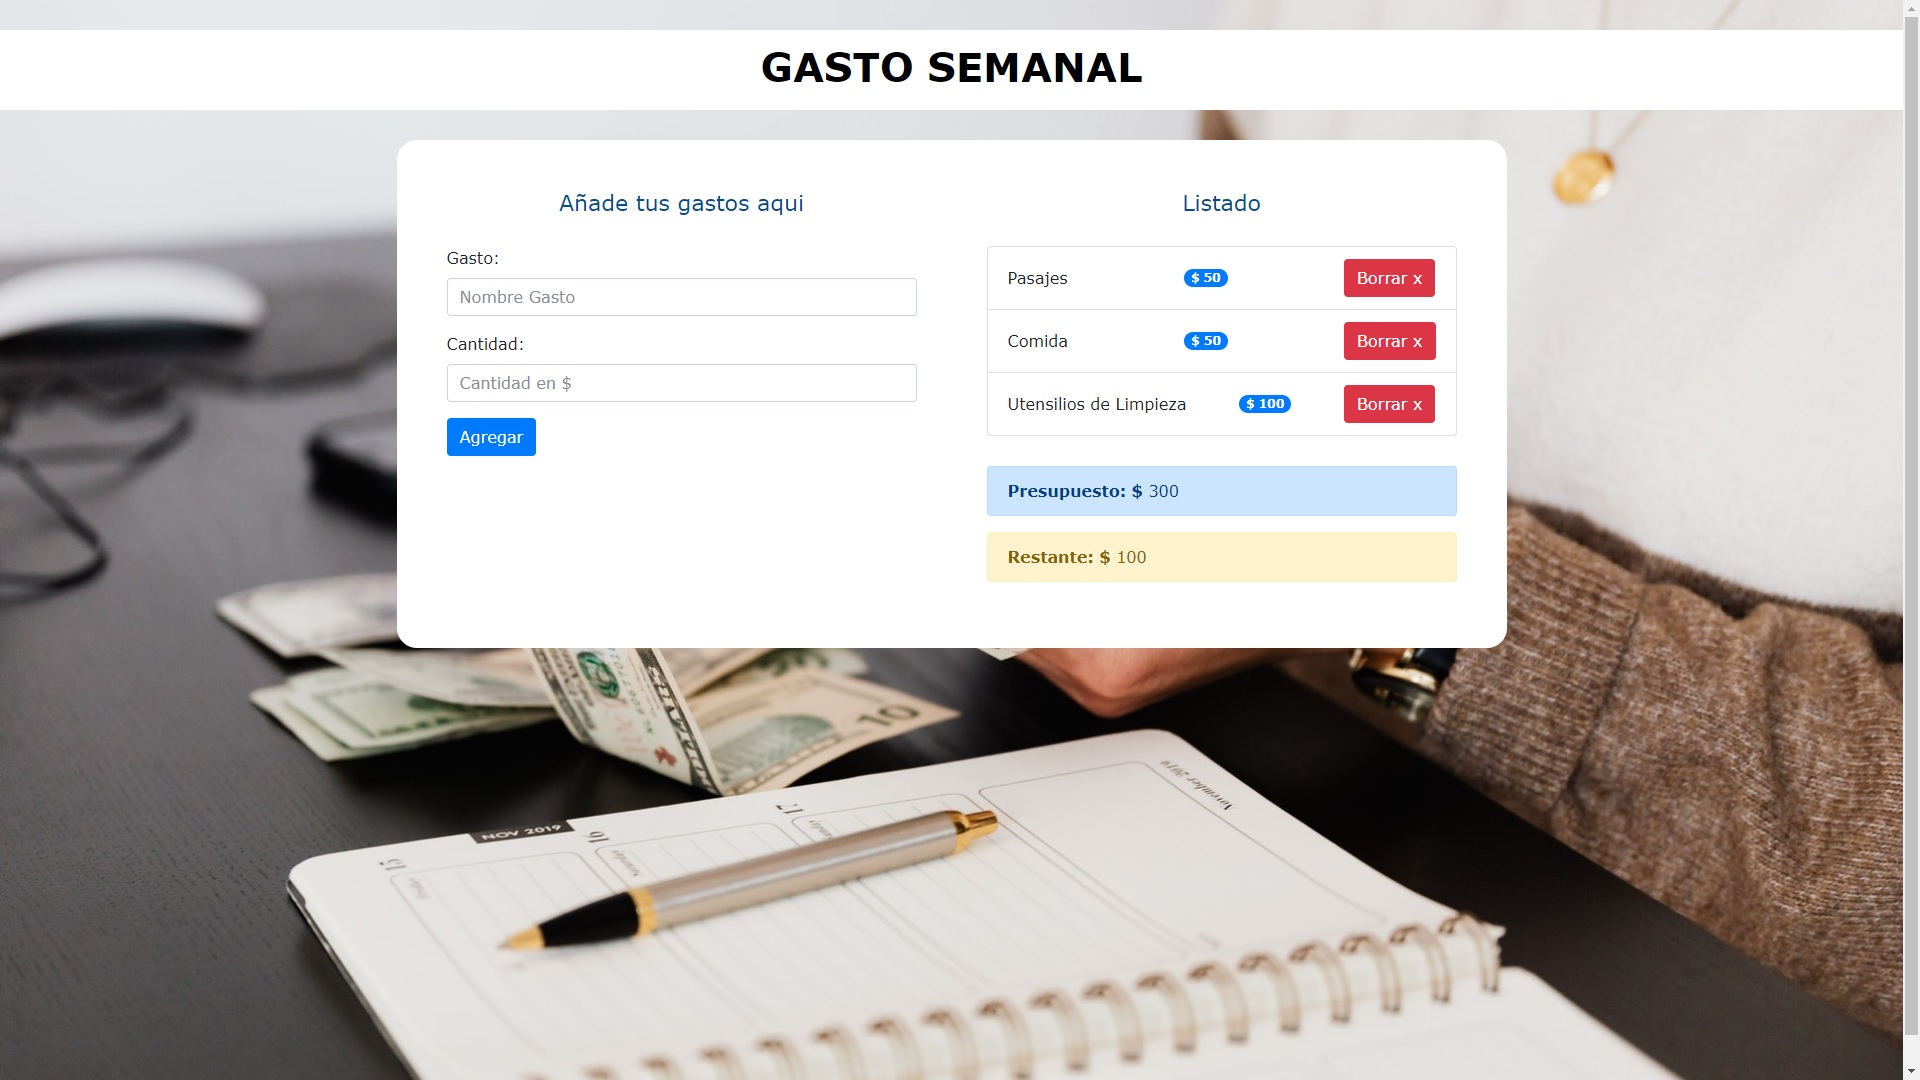 GASTO SEMANAL
Añade tus gastos aqui
Gasto:
Nombre Gasto
Cantidad:
Cantidad en $
Agregar
Listado
Pasajes $ 50 Borrar x
Comida $ 50 Borrar x
Utensilios de Limpieza $ 100 Borrar x
Presupuesto: $ 300
Restante: $ 100
10
November 2019
NOV 2019
15
16
17